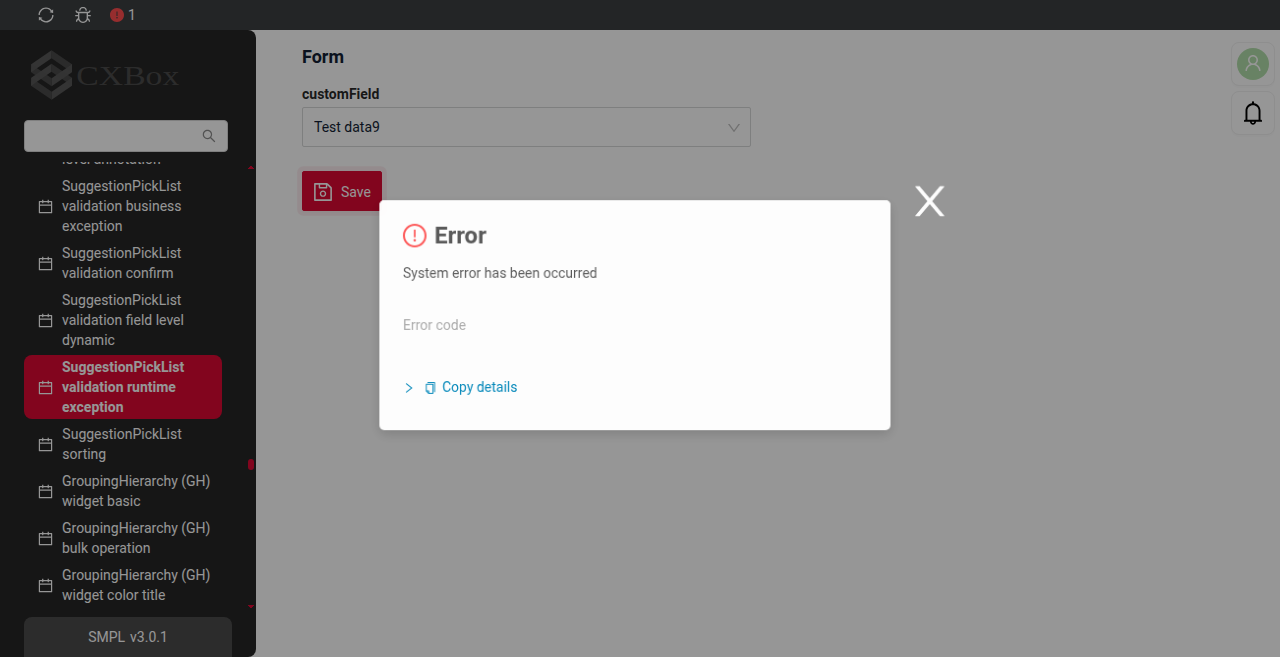 1
CXBox
level annotation
SuggestionPickList
validation business
exception
SuggestionPickList
validation confirm
SuggestionPickList
validation field level
dynamic
SuggestionPickList
validation runtime
exception
SuggestionPickList
sorting
GroupingHierarchy (GH)
widget basic
GroupingHierarchy (GH)
bulk operation
GroupingHierarchy (GH)
widget color title
SMPL v3.0.1
Form
customField
Test data9
Save
Error
System error has been occurred
Error code
Copy details